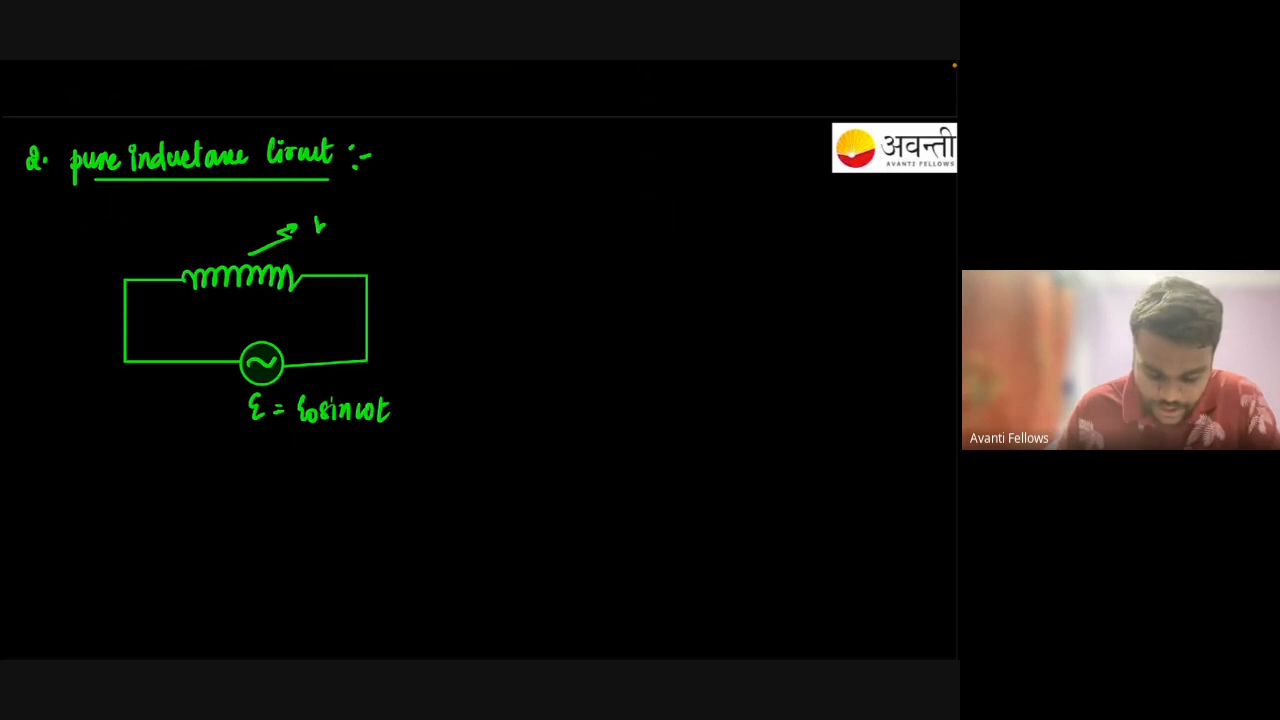 2. pure inductance Circuit :-
ε = ε₀sinωt
अवन्ती
AVANTI FELLOWS
Avanti Fellows